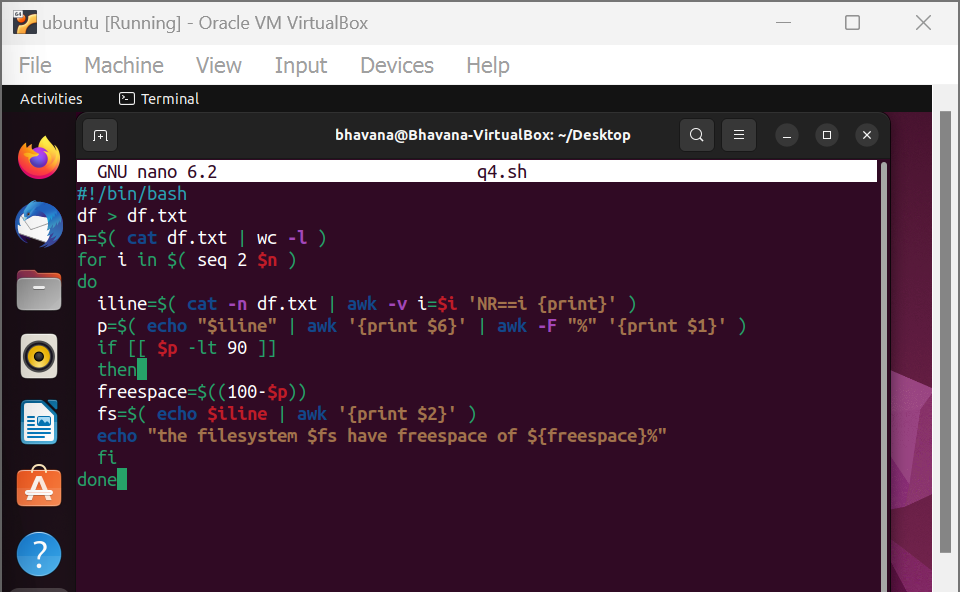 ubuntu [Running] - Oracle VM VirtualBox
File Machine View Input Devices Help
Activities Terminal
bhavana@Bhavana-VirtualBox: ~/Desktop
GNU nano 6.2 q4.sh
#!/bin/bash
df > df.txt
n=$( cat df.txt | wc -l )
for i in $( seq 2 $n )
do
  iline=$( cat -n df.txt | awk -v i=$i 'NR==i {print}' )
  p=$( echo "$iline" | awk '{print $6}' | awk -F "%" '{print $1}' )
  if [[ $p -lt 90 ]]
  then
  freespace=$((100-$p))
  fs=$( echo $iline | awk '{print $2}' )
  echo "the filesystem $fs have freespace of ${freespace}%"
  fi
done